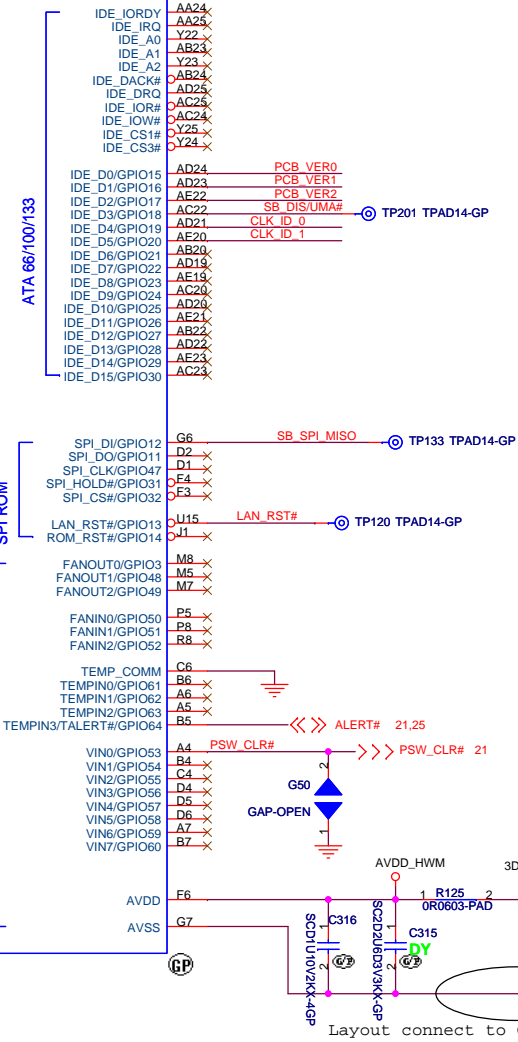 IDE_IORDY AA24
IDE_IRQ AA25
IDE_A0 Y22
IDE_A1 AB23
IDE_A2 Y23
IDE_DACK# AB24
IDE_DRQ AD25
IDE_IOR# AC25
IDE_IOW# AC24
IDE_CS1# Y25
IDE_CS3# Y24
ATA 66/100/133
IDE_D0/GPIO15 AD24 PCB_VER0
IDE_D1/GPIO16 AD23 PCB_VER1
IDE_D2/GPIO17 AE22 PCB_VER2
IDE_D3/GPIO18 AC22 SB_DIS/UMA# TP201 TPAD14-GP
IDE_D4/GPIO19 AD21 CLK_ID_0
IDE_D5/GPIO20 AE20 CLK_ID_1
IDE_D6/GPIO21 AB20
IDE_D7/GPIO22 AD19
IDE_D8/GPIO23 AE19
IDE_D9/GPIO24 AC20
IDE_D10/GPIO25 AD20
IDE_D11/GPIO26 AE21
IDE_D12/GPIO27 AB22
IDE_D13/GPIO28 AD22
IDE_D14/GPIO29 AE23
IDE_D15/GPIO30 AC23
SPI ROM
SPI_DI/GPIO12 G6 SB_SPI_MISO TP133 TPAD14-GP
SPI_DO/GPIO11 D2
SPI_CLK/GPIO47 D1
SPI_HOLD#/GPIO31 F4
SPI_CS#/GPIO32 F3
LAN_RST#/GPIO13 U15 LAN_RST# TP120 TPAD14-GP
ROM_RST#/GPIO14 J1
FANOUT0/GPIO3 M8
FANOUT1/GPIO48 M5
FANOUT2/GPIO49 M7
FANIN0/GPIO50 P5
FANIN1/GPIO51 P8
FANIN2/GPIO52 R8
TEMP_COMM C6
TEMPIN0/GPIO61 B6
TEMPIN1/GPIO62 A6
TEMPIN2/GPIO63 A5
TEMPIN3/TALERT#/GPIO64 B5 ALERT# 21,25
VIN0/GPIO53 A4 PSW_CLR# PSW_CLR# 21
VIN1/GPIO54 B4
VIN2/GPIO55 C4
VIN3/GPIO56 D4
VIN4/GPIO57 D5
VIN5/GPIO58 D6
VIN6/GPIO59 A7
VIN7/GPIO60 B7
2
G50
GAP-OPEN
1
AVDD_HWM
3D
AVDD F6
1 R125 2
0R0603-PAD
AVSS G7
1 C316 2
SCD1U10V2KX-4GP
G/P
1 C315 2
SC2D2U6D3V3KX-GP
DY
G/P
GP
Layout connect to